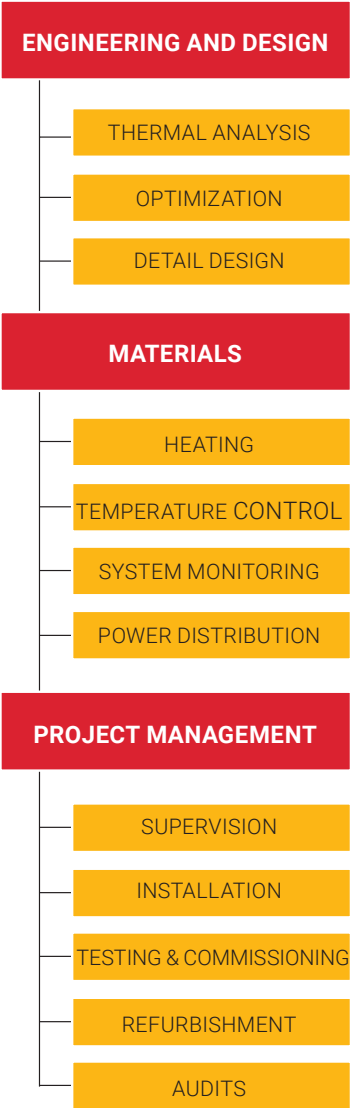 ENGINEERING AND DESIGN
THERMAL ANALYSIS
OPTIMIZATION
DETAIL DESIGN
MATERIALS
HEATING
TEMPERATURE CONTROL
SYSTEM MONITORING
POWER DISTRIBUTION
PROJECT MANAGEMENT
SUPERVISION
INSTALLATION
TESTING & COMMISSIONING
REFURBISHMENT
AUDITS